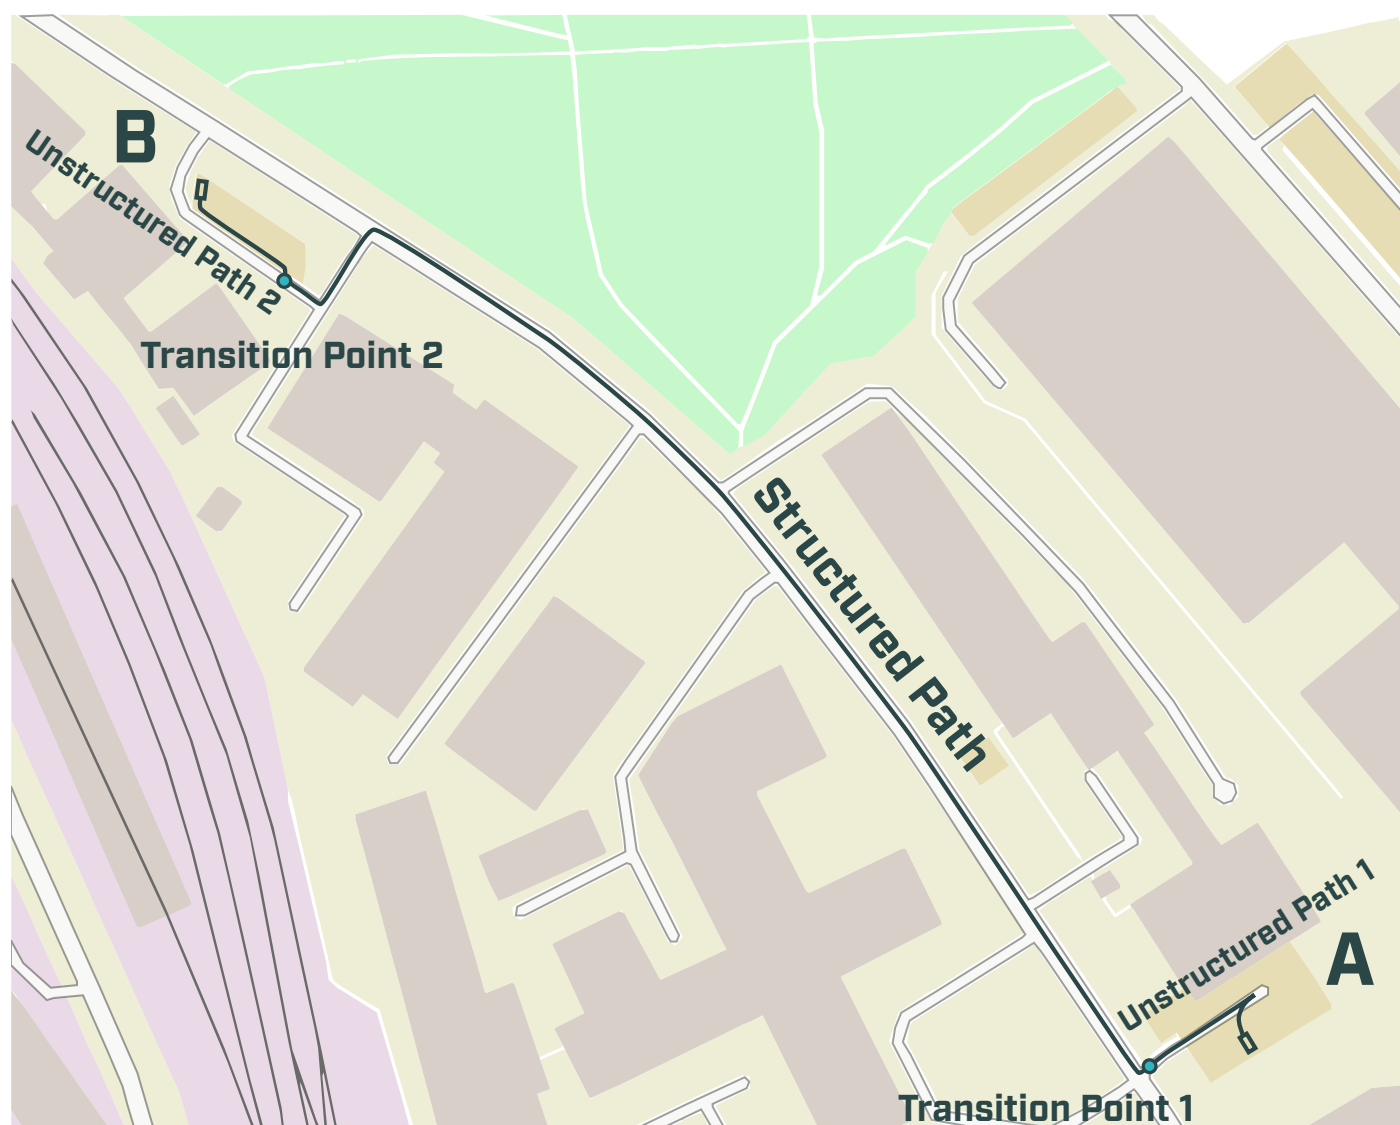 B
Unstructured Path 2
Transition Point 2
Structured Path
Unstructured Path 1
A
Transition Point 1